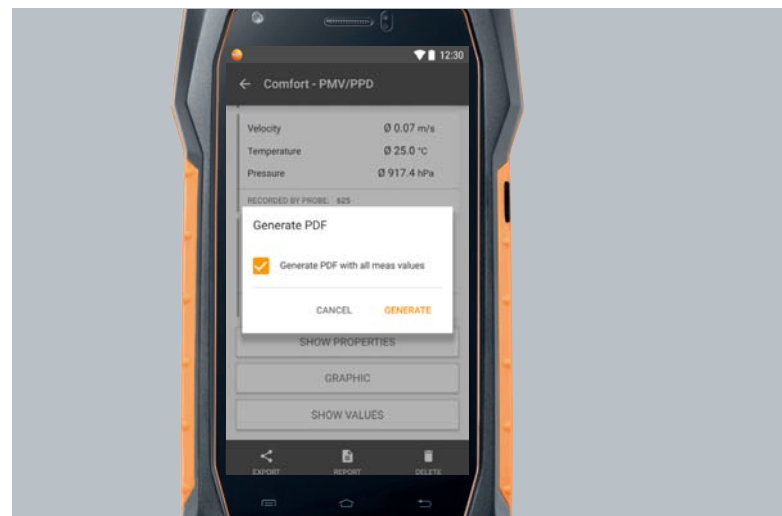 12:30
Comfort - PMV/PPD
Velocity Ø 0.07 m/s
Temperature Ø 25.0 °C
Pressure Ø 917.4 hPa
RECORDED BY PROBE: 625
Generate PDF
Generate PDF with all meas values
CANCEL GENERATE
SHOW PROPERTIES
GRAPHIC
SHOW VALUES
EXPORT REPORT DELETE